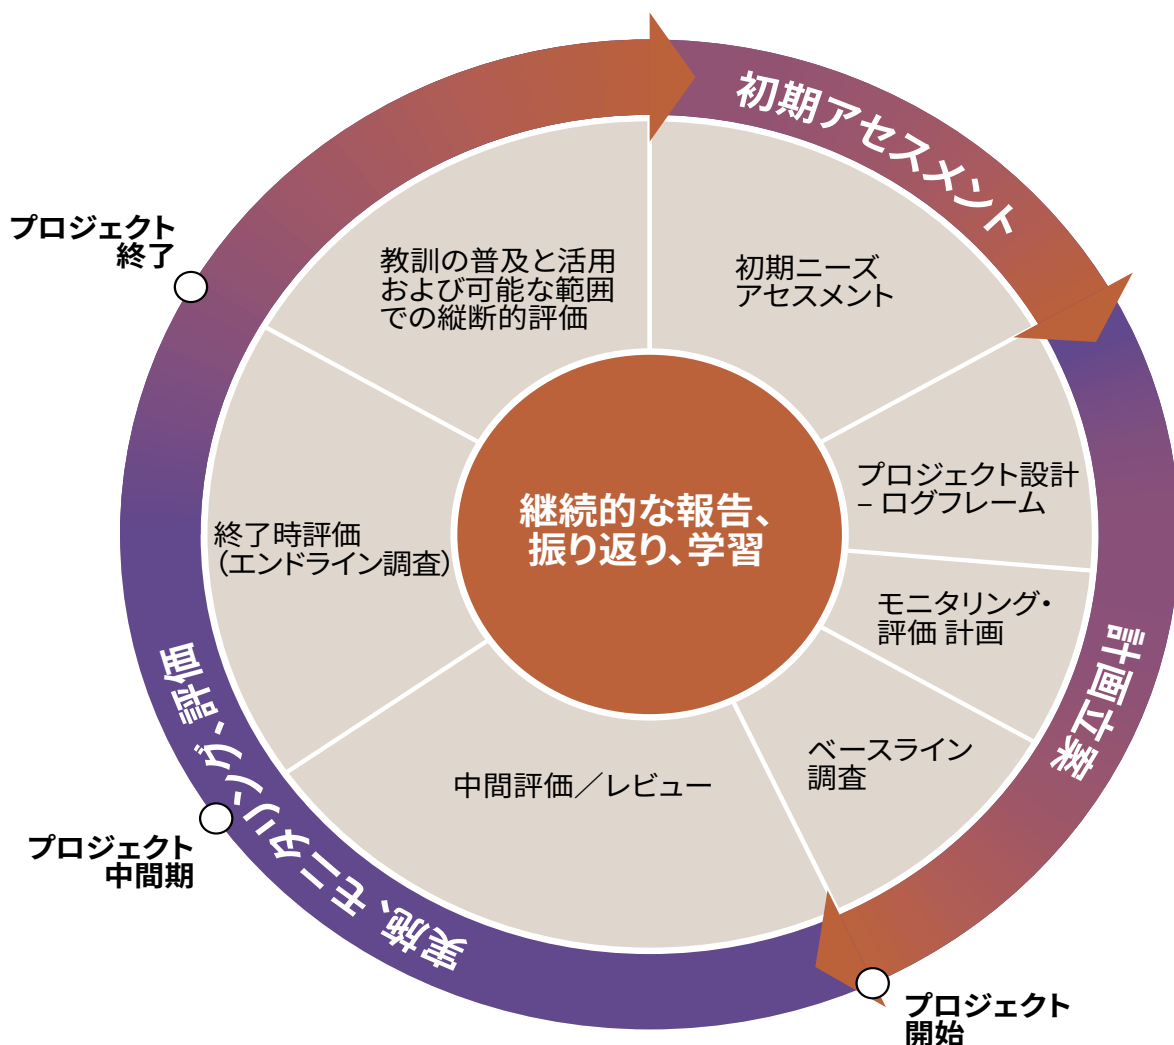 初期アセスメント
計画立案
実施、モニタリング、評価
プロジェクト
終了
教訓の普及と活用
および可能な範囲
での縦断的評価
初期ニーズ
アセスメント
プロジェクト設計
– ログフレーム
継続的な報告、
振り返り、学習
終了時評価
（エンドライン調査）
モニタリング・
評価 計画
ベースライン
調査
中間評価／レビュー
プロジェクト
中間期
プロジェクト
開始